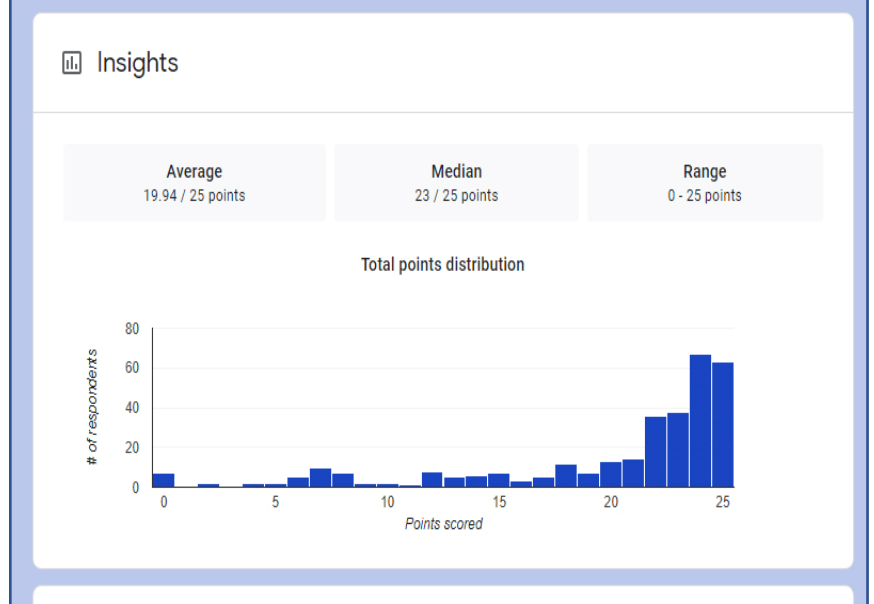 Insights
Average
19.94 / 25 points
Median
23 / 25 points
Range
0 - 25 points
Total points distribution
# of respondents
80
60
40
20
0
0 5 10 15 20 25
Points scored